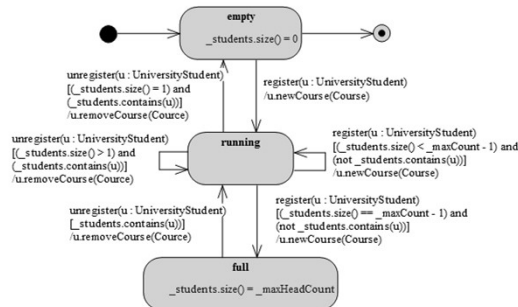 empty
_students.size() = 0
unregister(u : UniversityStudent)
[(_students.size() = 1) and
(_students.contains(u))]
/u.removeCourse(Cource)
register(u : UniversityStudent)
/u.newCourse(Course)
unregister(u : UniversityStudent)
[(_students.size() > 1) and
(_students.contains(u))]
/u.removeCourse(Cource)
running
register(u : UniversityStudent)
[(_students.size() < _maxCount - 1) and
(not _students.contains(u))]
/u.newCourse(Course)
unregister(u : UniversityStudent)
[_students.contains(u))]
/u.removeCourse(Cource)
register(u : UniversityStudent)
[(_students.size() == _maxCount - 1) and
(not _students.contains(u))]
/u.newCourse(Course)
full
_students.size() = _maxHeadCount